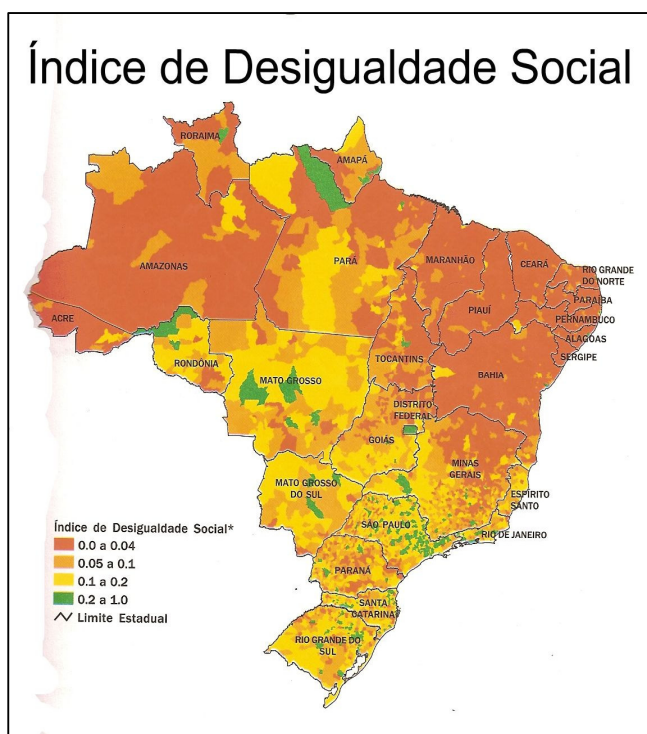 Índice de Desigualdade Social
RORAIMA
AMAPÁ
AMAZONAS
PARÁ
MARANHÃO
CEARÁ
RIO GRANDE
DO NORTE
PARAÍBA
PERNAMBUCO
ALAGOAS
SERGIPE
PIAUÍ
ACRE
TOCANTINS
RONDÔNIA
MATO GROSSO
BAHIA
DISTRITO
FEDERAL
GOIÁS
MINAS
GERAIS
MATO GROSSO
DO SUL
ESPÍRITO
SANTO
SÃO PAULO
RIO DE JANEIRO
PARANÁ
SANTA
CATARINA
RIO GRANDE DO
SUL
Índice de Desigualdade Social*
0.0 a 0.04
0.05 a 0.1
0.1 a 0.2
0.2 a 1.0
Limite Estadual